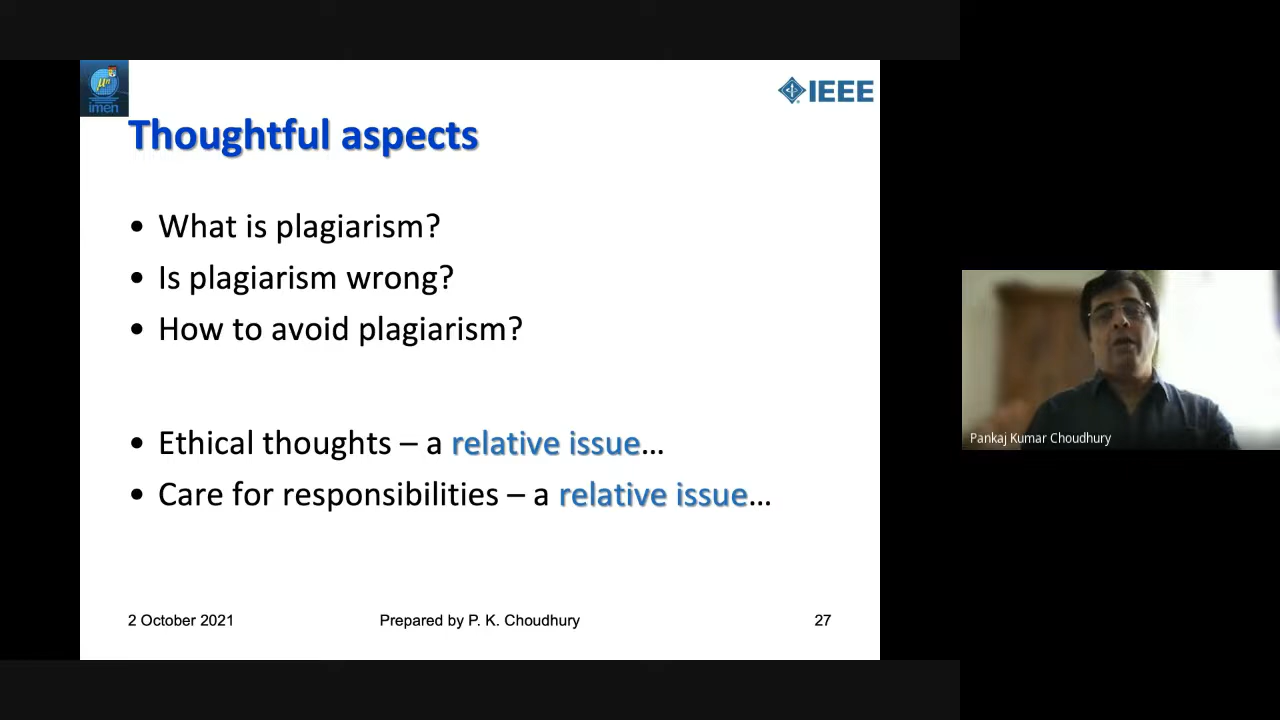 μn
imen
IEEE
Thoughtful aspects
• What is plagiarism?
• Is plagiarism wrong?
• How to avoid plagiarism?
• Ethical thoughts – a relative issue...
• Care for responsibilities – a relative issue...
2 October 2021 Prepared by P. K. Choudhury 27
Pankaj Kumar Choudhury